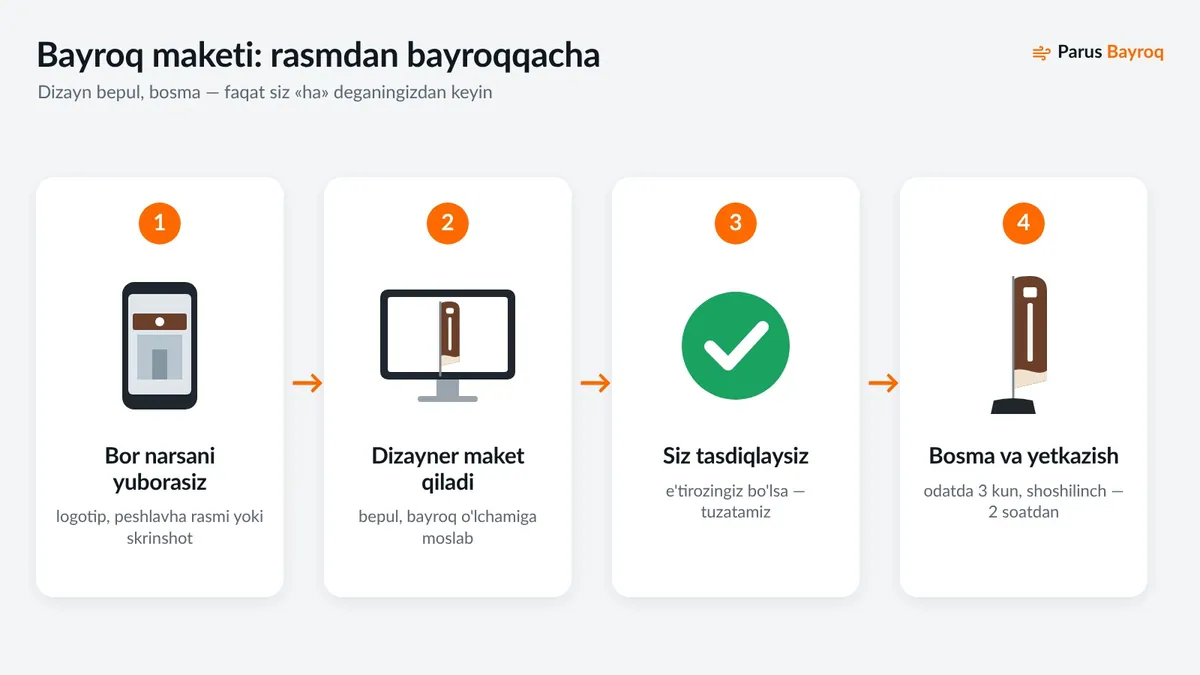 Bayroq maketi: rasmdan bayroqqacha
Parus Bayroq
Dizayn bepul, bosma — faqat siz «ha» deganingizdan keyin
1
Bor narsani
yuborasiz
logotip, peshlavha rasmi yoki
skrinshot
2
Dizayner maket
qiladi
bepul, bayroq o'lchamiga
moslab
3
Siz tasdiqlaysiz
e'tirozingiz bo'lsa —
tuzatamiz
4
Bosma va yetkazish
odatda 3 kun, shoshilinch —
2 soatdan